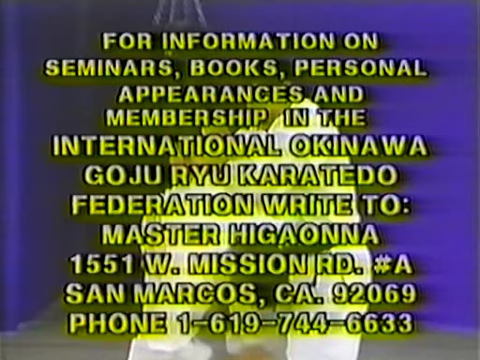 FOR INFORMATION ON
SEMINARS, BOOKS, PERSONAL
APPEARANCES AND
MEMBERSHIP IN THE
INTERNATIONAL OKINAWA
GOJU RYU KARATEDO
FEDERATION WRITE TO:
MASTER HIGAONNA
1551 W. MISSION RD. #A
SAN MARCOS, CA. 92069
PHONE 1-619-744-6633